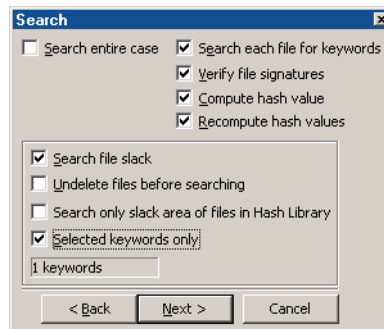 Search
Search entire case
Search each file for keywords
Verify file signatures
Compute hash value
Recompute hash values
Search file slack
Undelete files before searching
Search only slack area of files in Hash Library
Selected keywords only
1 keywords
< Back
Next >
Cancel